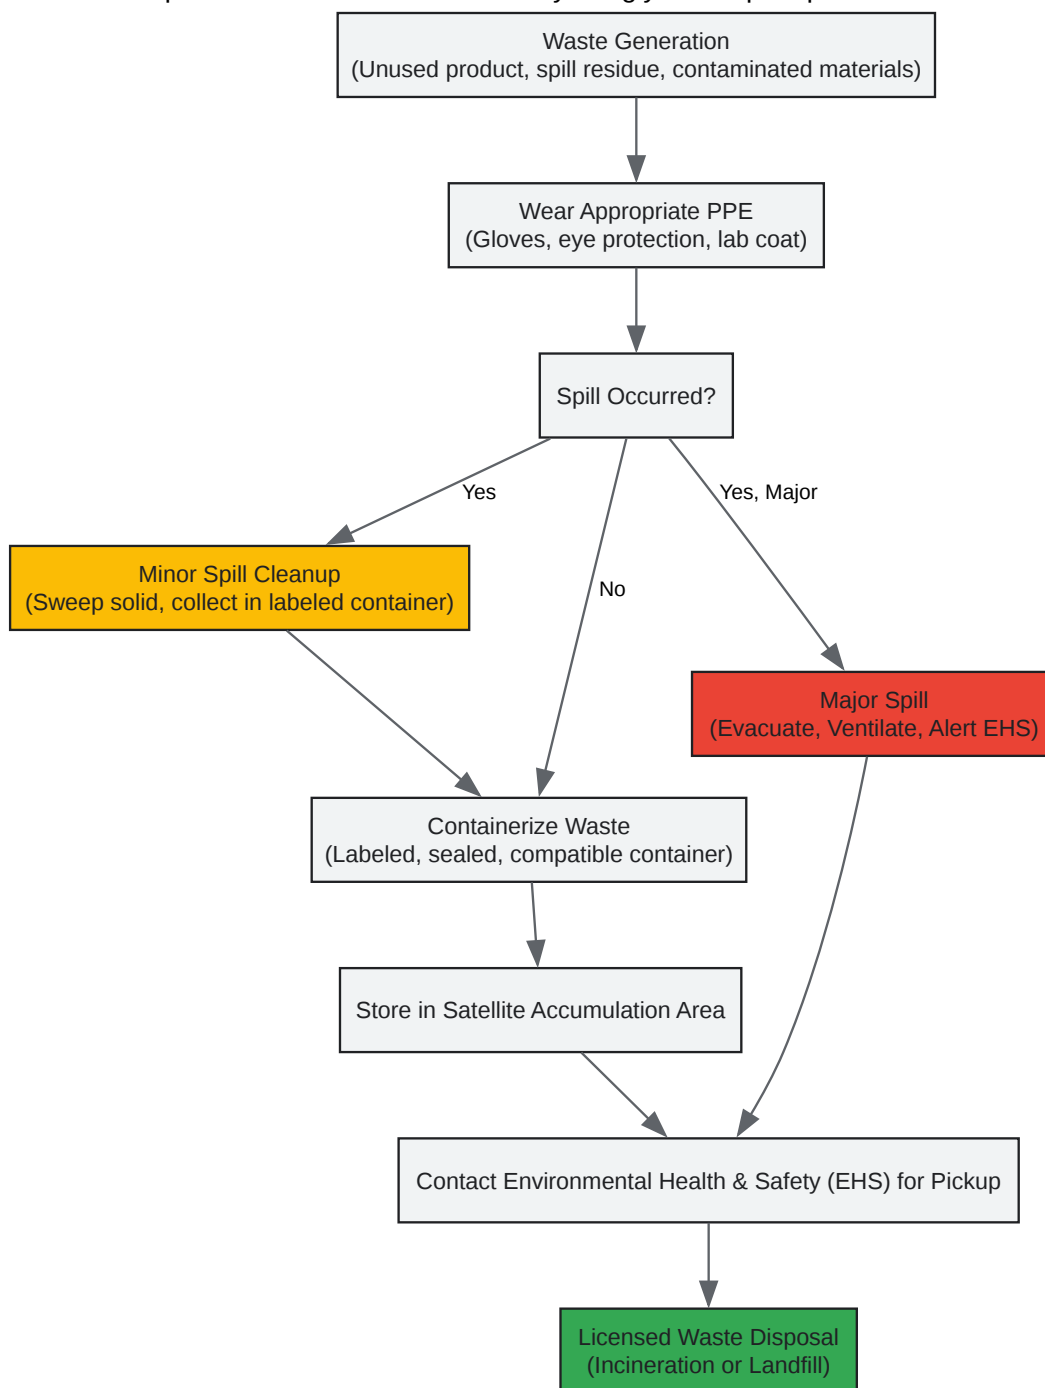 Waste Generation
(Unused product, spill residue, contaminated materials)
Wear Appropriate PPE
(Gloves, eye protection, lab coat)
Spill Occurred?
Yes
Yes, Major
Minor Spill Cleanup
(Sweep solid, collect in labeled container)
No
Major Spill
(Evacuate, Ventilate, Alert EHS)
Containerize Waste
(Labeled, sealed, compatible container)
Store in Satellite Accumulation Area
Contact Environmental Health & Safety (EHS) for Pickup
Licensed Waste Disposal
(Incineration or Landfill)